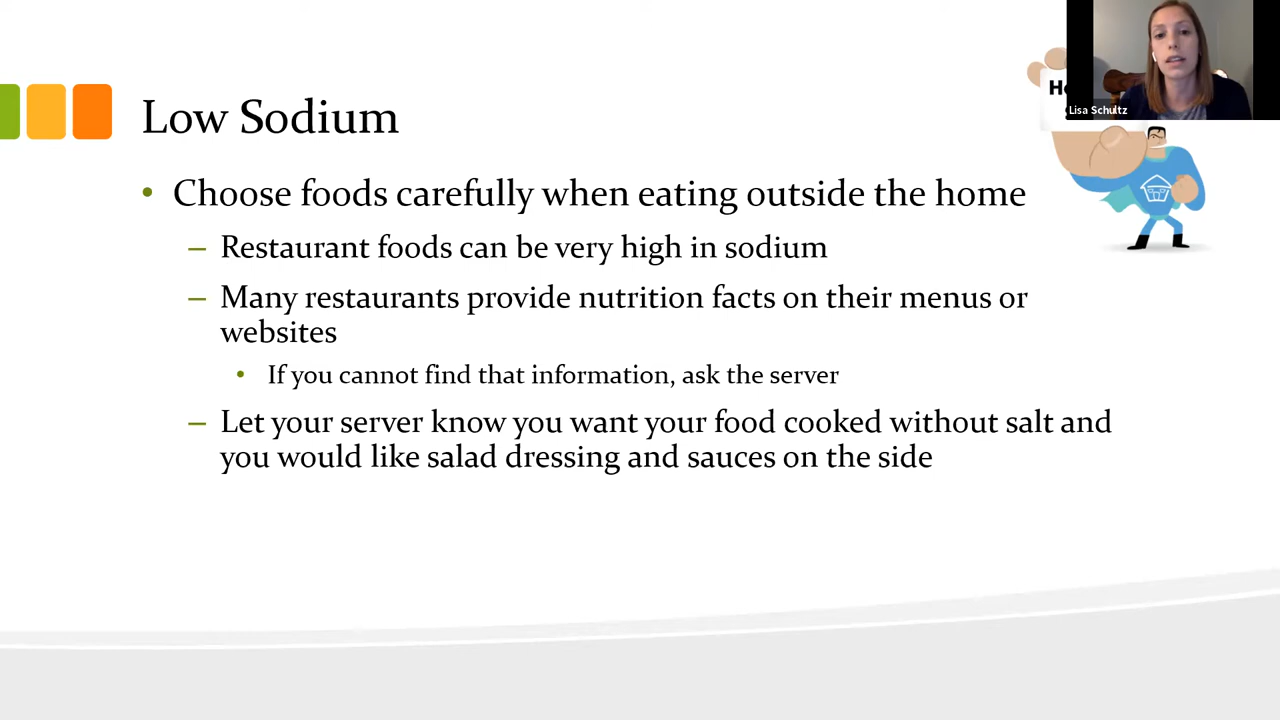 Low Sodium
Lisa Schultz
• Choose foods carefully when eating outside the home
– Restaurant foods can be very high in sodium
– Many restaurants provide nutrition facts on their menus or
websites
• If you cannot find that information, ask the server
– Let your server know you want your food cooked without salt and
you would like salad dressing and sauces on the side